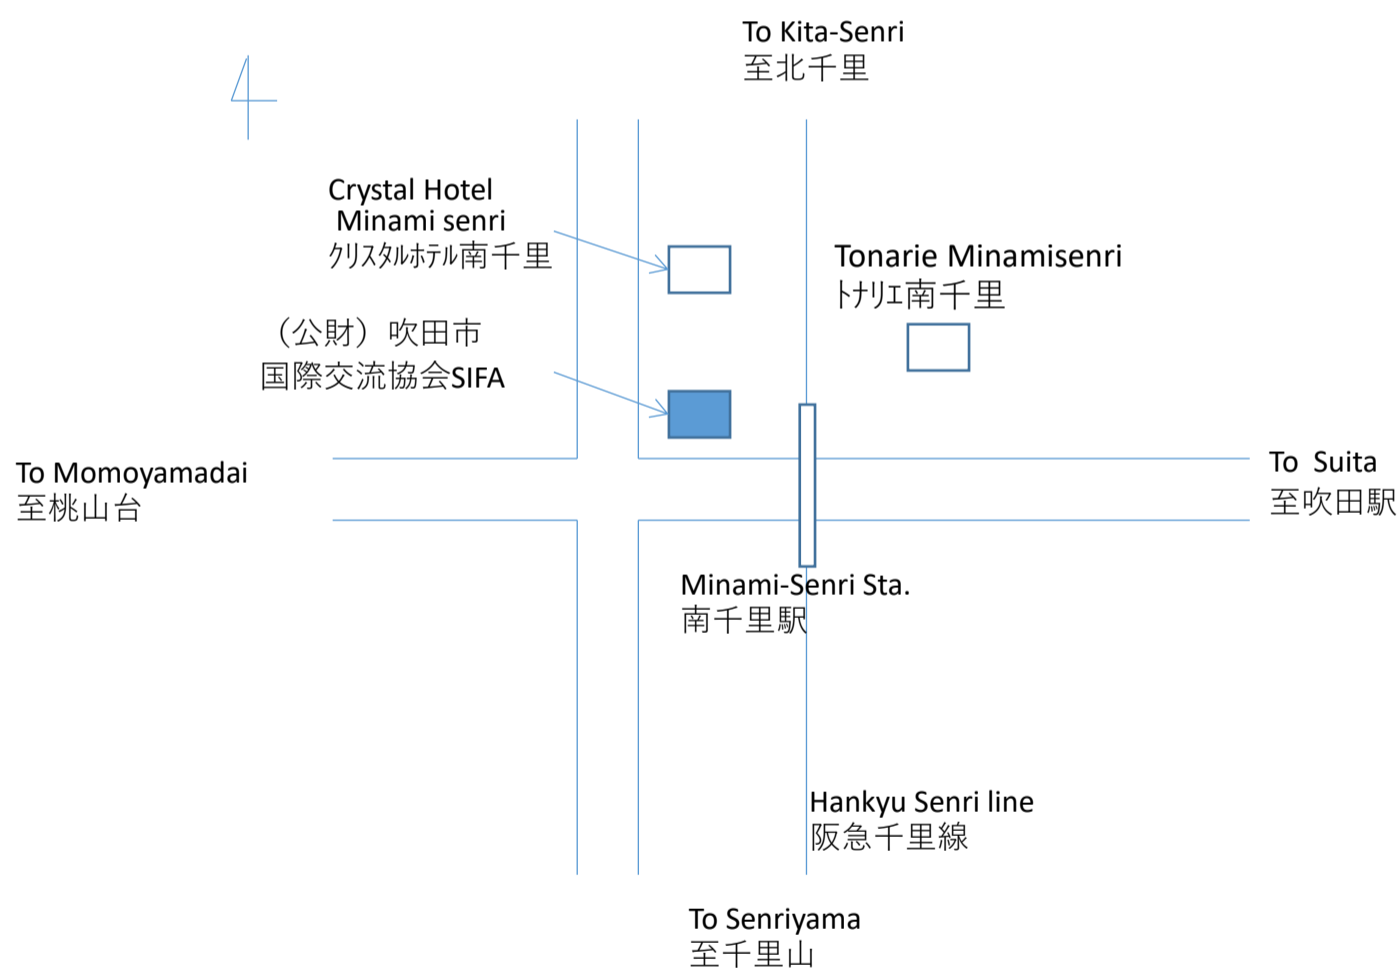 To Kita-Senri
至北千里
Crystal Hotel
Minami senri
ｸﾘｽﾀﾙﾎﾃﾙ南千里
Tonarie Minamisenri
ﾄﾅﾘｴ南千里
（公財）吹田市
国際交流協会SIFA
To Momoyamadai
至桃山台
To Suita
至吹田駅
Minami-Senri Sta.
南千里駅
Hankyu Senri line
阪急千里線
To Senriyama
至千里山